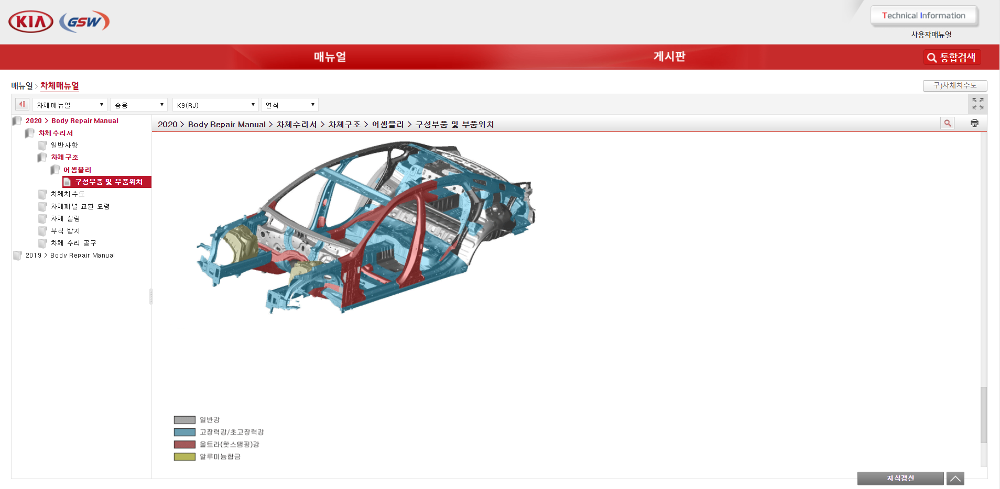 KIA GSW
Technical Information
사용자매뉴얼
매뉴얼
게시판
통합검색
매뉴얼 > 차체매뉴얼
구)자체치수도
차체매뉴얼
승용
K9(RJ)
연식
2020 > Body Repair Manual
차체수리서
일반사항
차체구조
어셈블리
구성부품 및 부품위치
차체치수도
차체패널 교환 요령
차체 실링
부식 방지
차체 수리 공구
2019 > Body Repair Manual
2020 > Body Repair Manual > 차체수리서 > 차체구조 > 어셈블리 > 구성부품 및 부품위치
일반강
고장력강/초고장력강
울트라(핫스탬핑)강
알루미늄합금
지식갱신